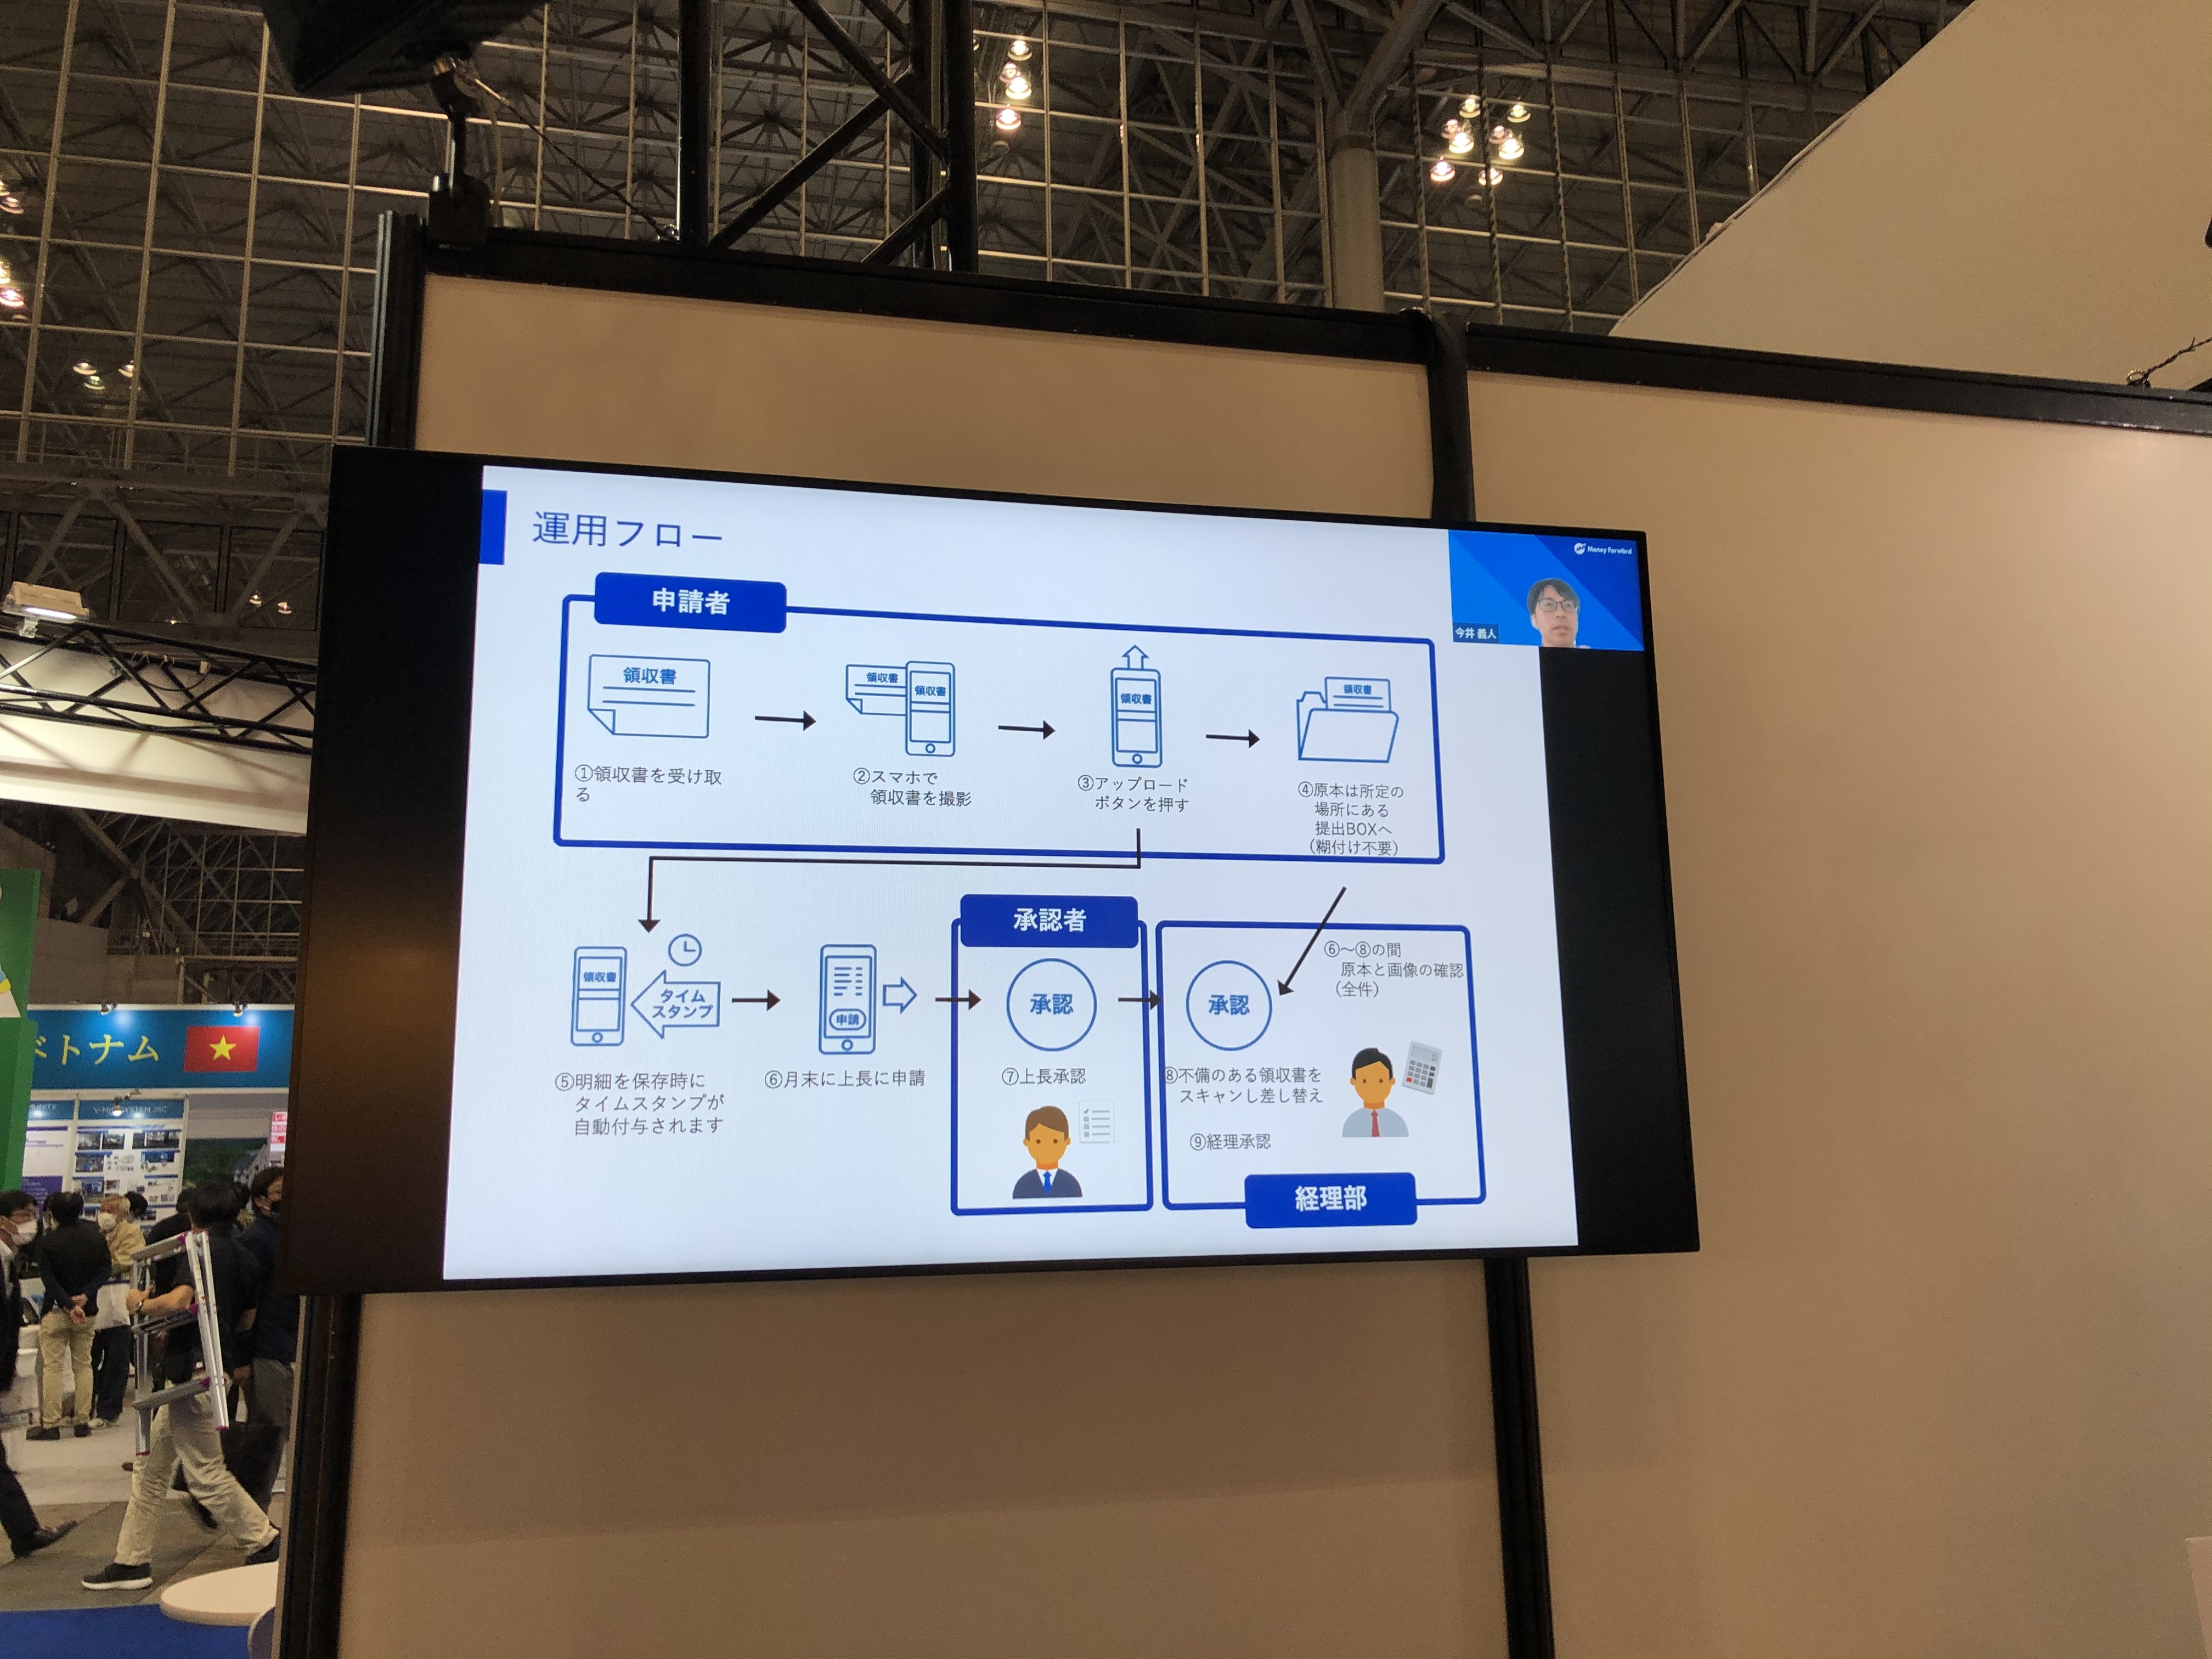 運用フロー
Money Forward
今井 義人
申請者
領収書
領収書
領収書
領収書
領収書
①領収書を受け取
る
②スマホで
領収書を撮影
③アップロード
ボタンを押す
④原本は所定の
場所にある
提出BOXへ
(糊付け不要)
領収書
タイム
スタンプ
⑤明細を保存時に
タイムスタンプが
自動付与されます
申請
⑥月末に上長に申請
承認者
承認
⑦上長承認
承認
⑥～⑧の間
原本と画像の確認
(全件)
⑧不備のある領収書を
スキャンし差し替え
⑨経理承認
経理部
トナム